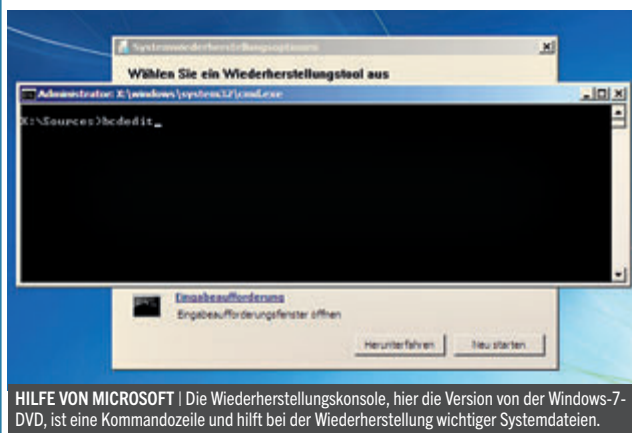 Systemwiederherstellungsoptionen
Wählen Sie ein Wiederherstellungstool aus
Administrator: X:\windows\system32\cmd.exe
X:\Sources>bcdedit_
Eingabeaufforderung
Eingabeaufforderungsfenster öffnen
Herunterfahren
Neu starten
HILFE VON MICROSOFT | Die Wiederherstellungskonsole, hier die Version von der Windows-7-
DVD, ist eine Kommandozeile und hilft bei der Wiederherstellung wichtiger Systemdateien.